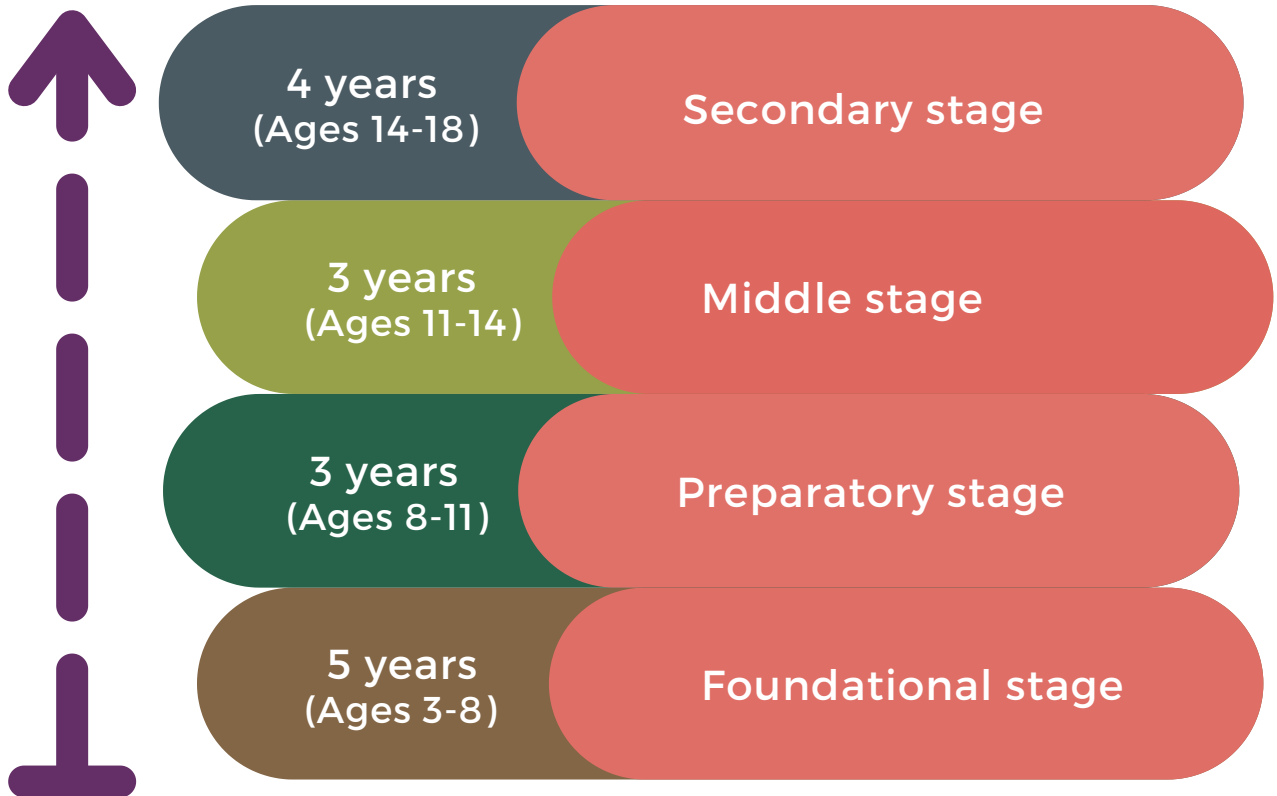 4 years
(Ages 14-18)
Secondary stage
3 years
(Ages 11-14)
Middle stage
3 years
(Ages 8-11)
Preparatory stage
5 years
(Ages 3-8)
Foundational stage